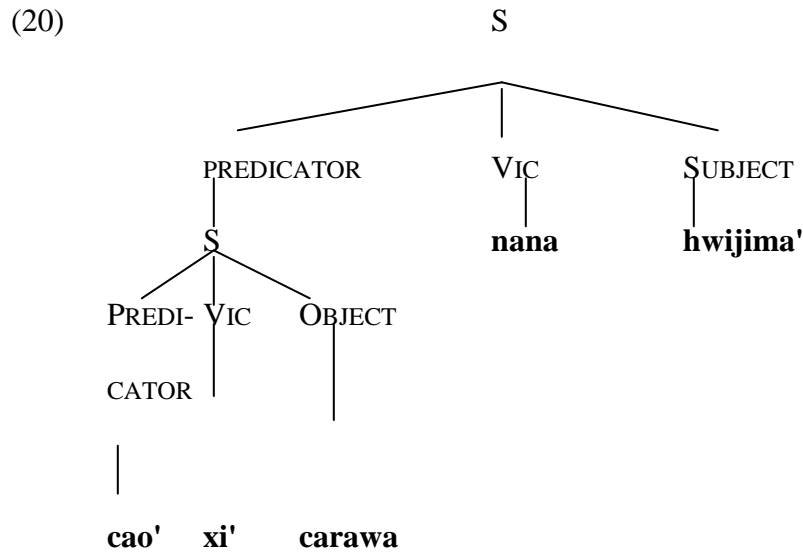 (20) S
PREDICATOR VIC SUBJECT
S nana hwijima'
PREDI- VIC OBJECT
CATOR
cao' xi' carawa